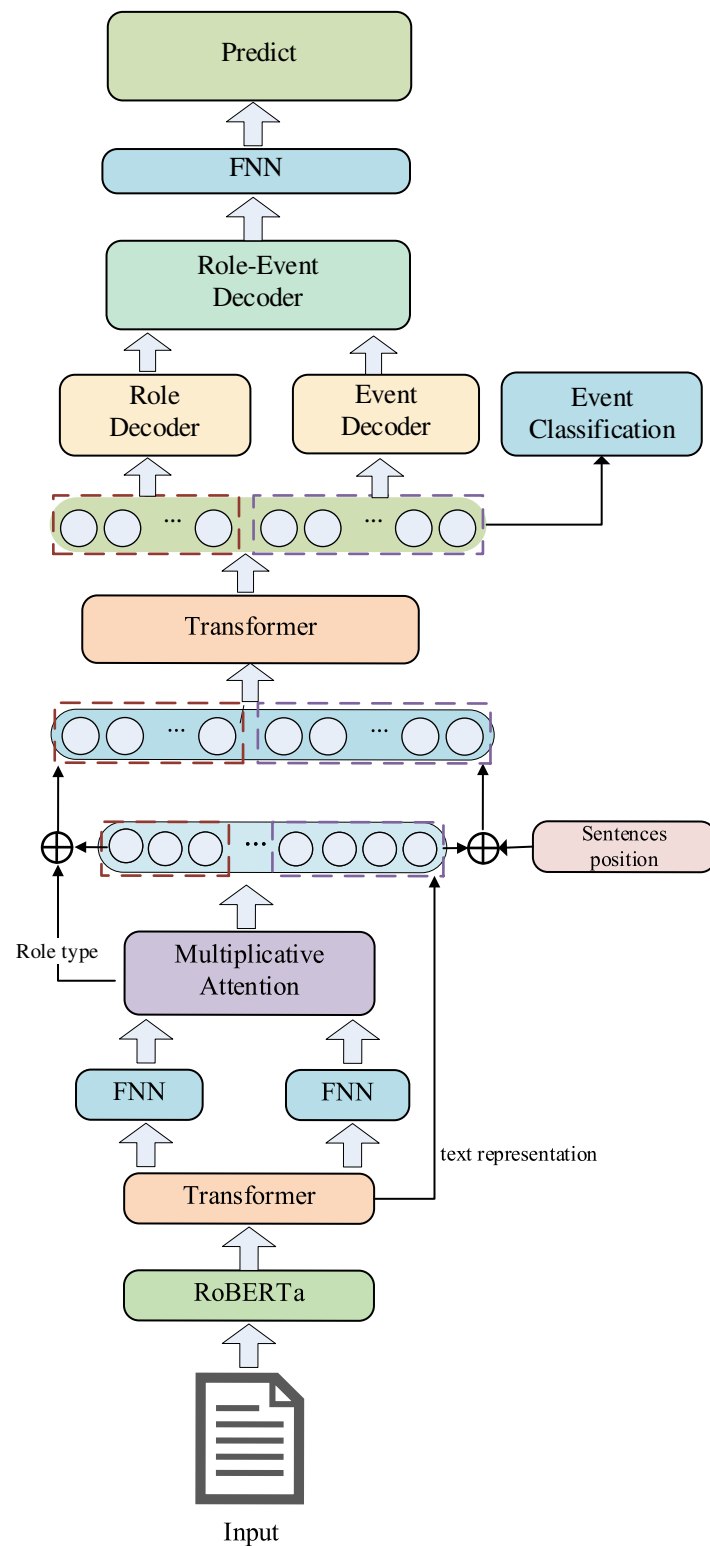 Predict
FNN
Role-Event
Decoder
Role
Decoder
Event
Decoder
Event
Classification
...
...
Transformer
...
...
...
Sentences
position
Role type
Multiplicative
Attention
FNN
FNN
text representation
Transformer
RoBERTa
Input